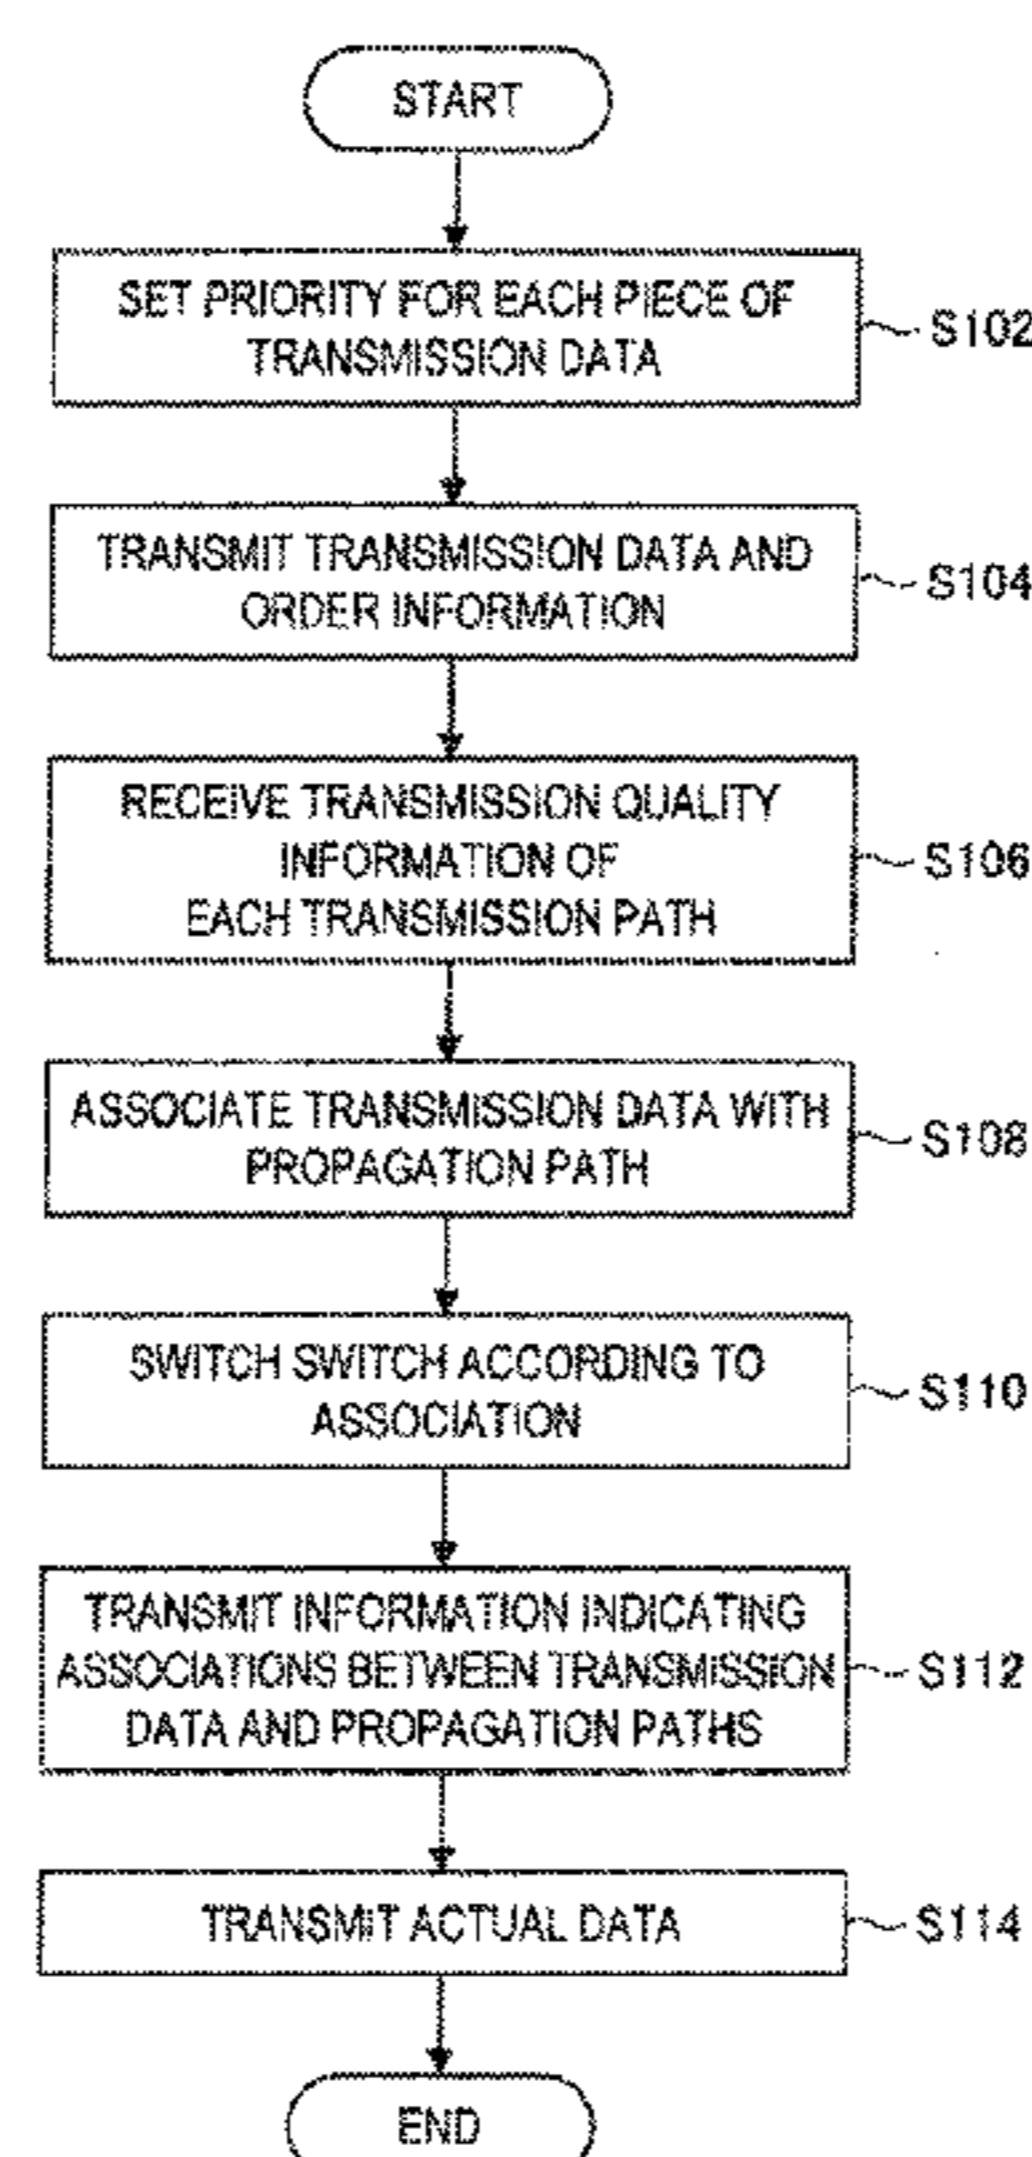 START
SET PRIORITY FOR EACH PIECE OF
TRANSMISSION DATA
S102
TRANSMIT TRANSMISSION DATA AND
ORDER INFORMATION
S104
RECEIVE TRANSMISSION QUALITY
INFORMATION OF
EACH TRANSMISSION PATH
S106
ASSOCIATE TRANSMISSION DATA WITH
PROPAGATION PATH
S108
SWITCH SWITCH ACCORDING TO
ASSOCIATION
S110
TRANSMIT INFORMATION INDICATING
ASSOCIATIONS BETWEEN TRANSMISSION
DATA AND PROPAGATION PATHS
S112
TRANSMIT ACTUAL DATA
S114
END